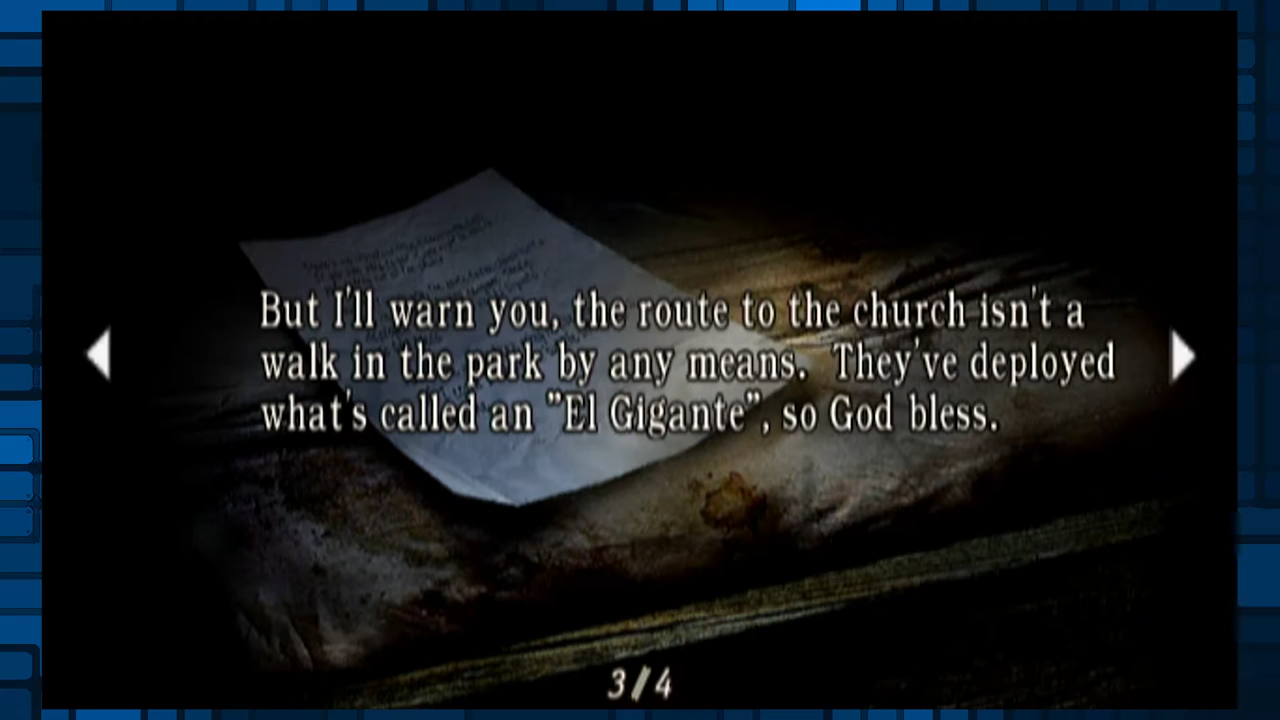 But I'll warn you, the route to the church isn't a
walk in the park by any means. They've deployed
what's called an "El Gigante", so God bless.
3/4